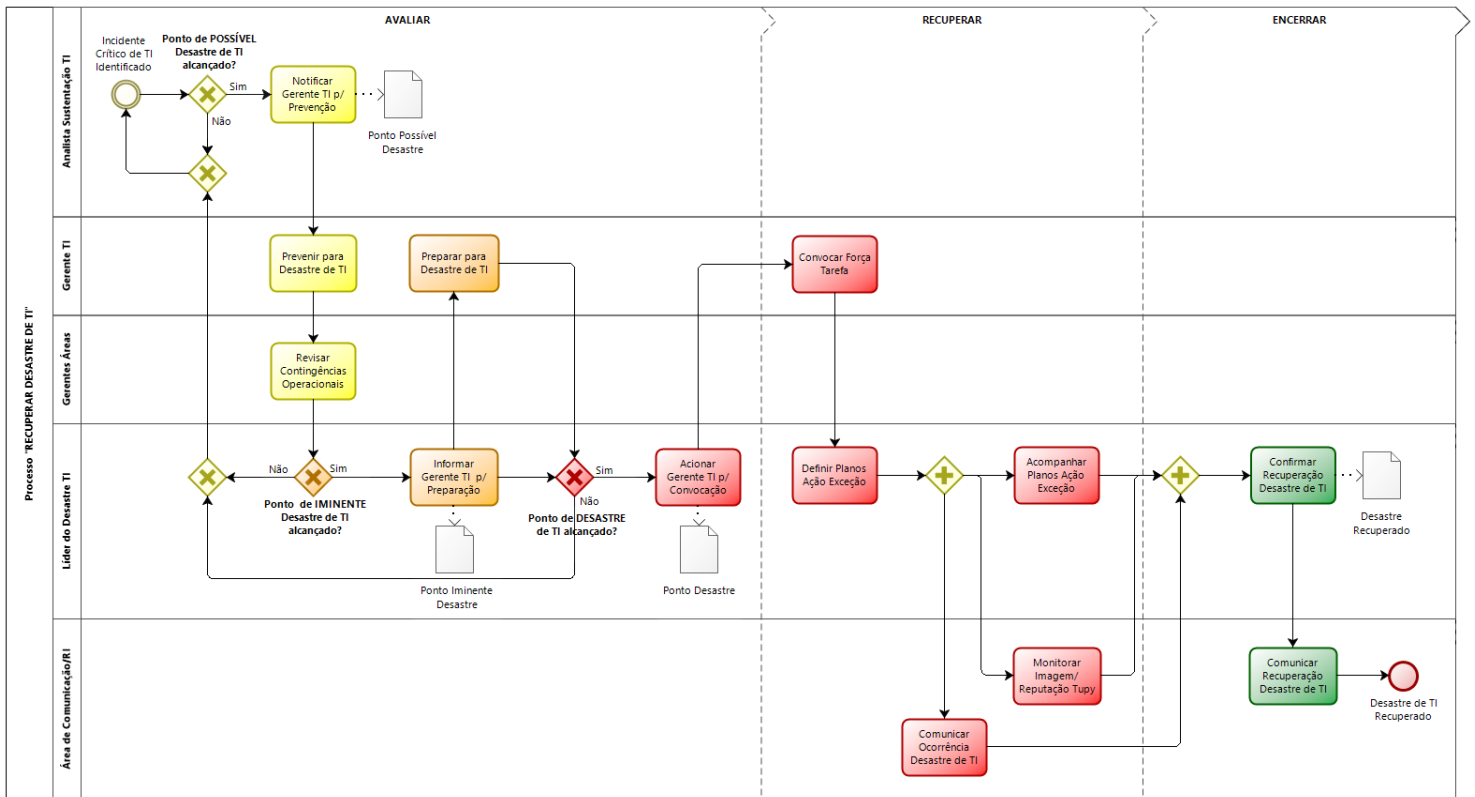 AVALIAR
RECUPERAR
ENCERRAR
Processo "RECUPERAR DESASTRE DE TI"
Analista Sustentação TI
Incidente
Crítico de TI
Identificado
Ponto de POSSÍVEL
Desastre de TI
alcançado?
Sim
Não
Notificar
Gerente TI p/
Prevenção
Ponto Possível
Desastre
Gerente TI
Prevenir para
Desastre de TI
Preparar para
Desastre de TI
Convocar Força
Tarefa
Gerentes Áreas
Revisar
Contingências
Operacionais
Líder do Desastre TI
Não
Sim
Ponto de IMINENTE
Desastre de TI
alcançado?
Informar
Gerente TI p/
Preparação
Ponto Iminente
Desastre
Sim
Não
Ponto de DESASTRE
de TI alcançado?
Acionar
Gerente TI p/
Convocação
Ponto Desastre
Definir Planos
Ação Exceção
Acompanhar
Planos Ação
Exceção
Confirmar
Recuperação
Desastre de TI
Desastre
Recuperado
Área de Comunicação/RI
Monitorar
Imagem/
Reputação Tupy
Comunicar
Ocorrência
Desastre de TI
Comunicar
Recuperação
Desastre de TI
Desastre de TI
Recuperado